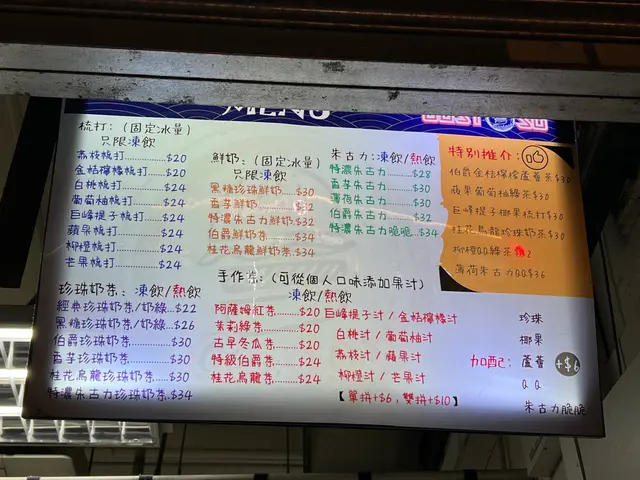 MENU
梳打：（固定冰量）
只限凍飲
荔枝梳打............$20
金桔檸檬梳打......$20
白桃梳打............$24
葡萄柚梳打.........$24
巨峰提子梳打......$24
蘋果梳打............$24
柳橙梳打............$24
芒果梳打............$24
鮮奶：（固定冰量）
只限凍飲
黑糖珍珠鮮奶.....$30
香芋鮮奶
特濃朱古力鮮奶..$32
伯爵鮮奶茶........$34
桂花烏龍鮮奶茶..$34
朱古力：凍飲/熱飲
特濃朱古力........$28
香芋朱古力........$30
薄荷朱古力........$30
伯爵朱古力........$32
特濃朱古力脆脆..$34
特別推介：
伯爵金桔檸檬蘆薈茶$30
蘋果葡萄柚綠茶$30
巨峰提子椰果梳打$30
桂花烏龍珍珠奶茶$30
柳橙QQ綠茶
薄荷朱古力QQ$36
珍珠奶茶：凍飲/熱飲
經典珍珠奶茶/奶綠...$22
黑糖珍珠奶茶/奶綠...$26
伯爵珍珠奶茶.........$30
香芋珍珠奶茶.........$30
桂花烏龍珍珠奶茶...$30
特濃朱古力珍珠奶茶.$34
手作茶：（可從個人口味添加果汁）
凍飲/熱飲
阿薩姆紅茶.......$20
茉莉綠茶..........$20
古早冬瓜茶.......$20
特級伯爵茶.......$24
桂花烏龍茶.......$24
巨峰提子汁 / 金桔檸檬汁
白桃汁 / 葡萄柚汁
荔枝汁 / 蘋果汁
柳橙汁 / 芒果汁
【單拼+$6，雙拼+$10】
加配：
珍珠
椰果
蘆薈
Q Q
朱古力脆脆
+$6